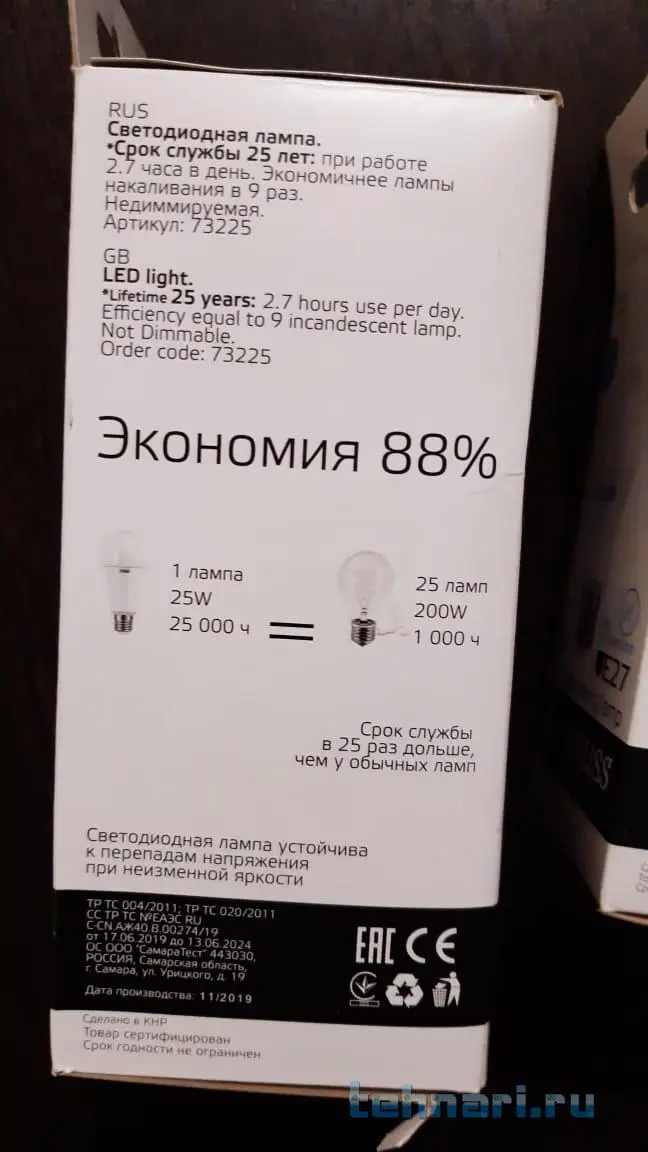 RUS
Светодиодная лампа.
*Срок службы 25 лет: при работе
2.7 часа в день. Экономичнее лампы
накаливания в 9 раз.
Недиммируемая.
Артикул: 73225
GB
LED light.
*Lifetime 25 years: 2.7 hours use per day.
Efficiency equal to 9 incandescent lamp.
Not Dimmable.
Order code: 73225
Экономия 88%
1 лампа
25W
25 000 ч
=
25 ламп
200W
1 000 ч
Срок службы
в 25 раз дольше,
чем у обычных ламп
Светодиодная лампа устойчива
к перепадам напряжения
при неизменной яркости
ТР ТС 004/2011; ТР ТС 020/2011
СС ТР ТС №ЕАЭС RU
С-CN.АЖ40.В.00274/19
от 17.06.2019 до 13.06.2024
ОС ООО "СамараТест" 443030,
РОССИЯ, Самарская область,
г. Самара, ул. Урицкого, д. 19
Дата производства: 11/2019
EAC CE
Сделано в КНР
Товар сертифицирован
Срок годности не ограничен
E27
tehnari.ru